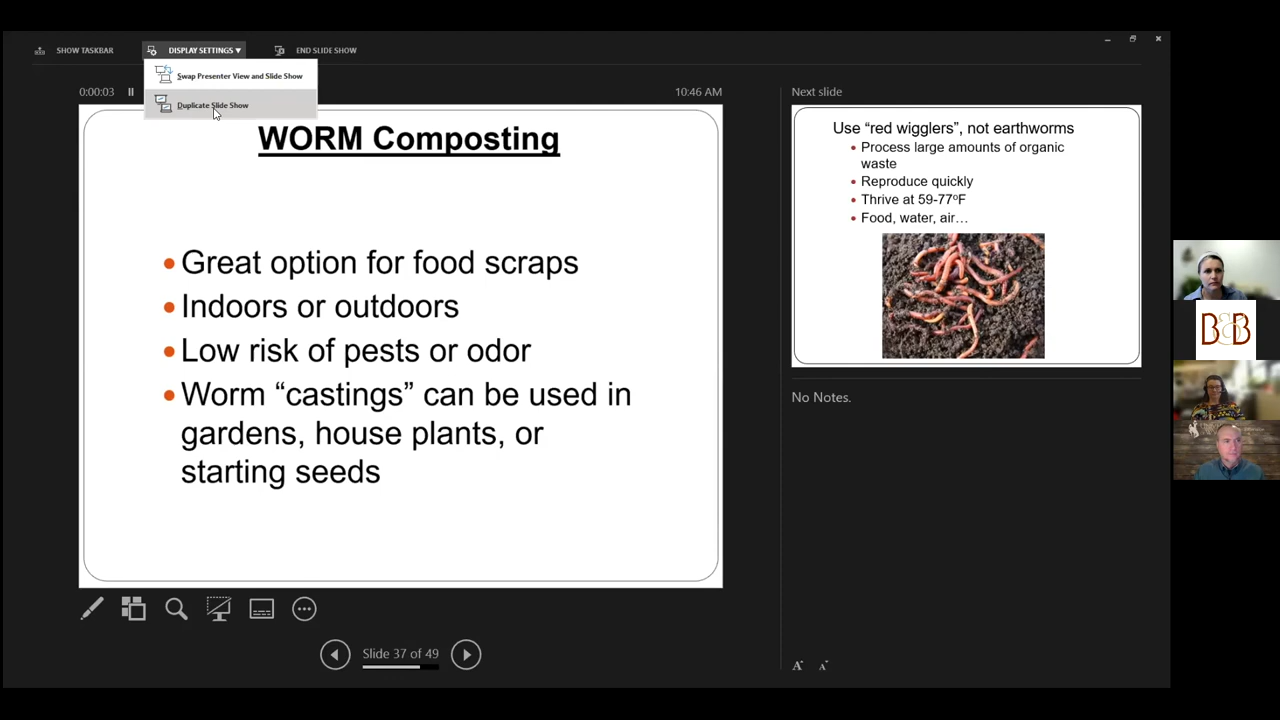 SHOW TASKBAR
DISPLAY SETTINGS ▼
END SLIDE SHOW
Swap Presenter View and Slide Show
Duplicate Slide Show
0:00:03
10:46 AM
WORM Composting
• Great option for food scraps
• Indoors or outdoors
• Low risk of pests or odor
• Worm “castings” can be used in
gardens, house plants, or
starting seeds
Slide 37 of 49
Next slide
Use “red wigglers”, not earthworms
• Process large amounts of organic
waste
• Reproduce quickly
• Thrive at 59-77ºF
• Food, water, air…
No Notes.
A
A
B&B